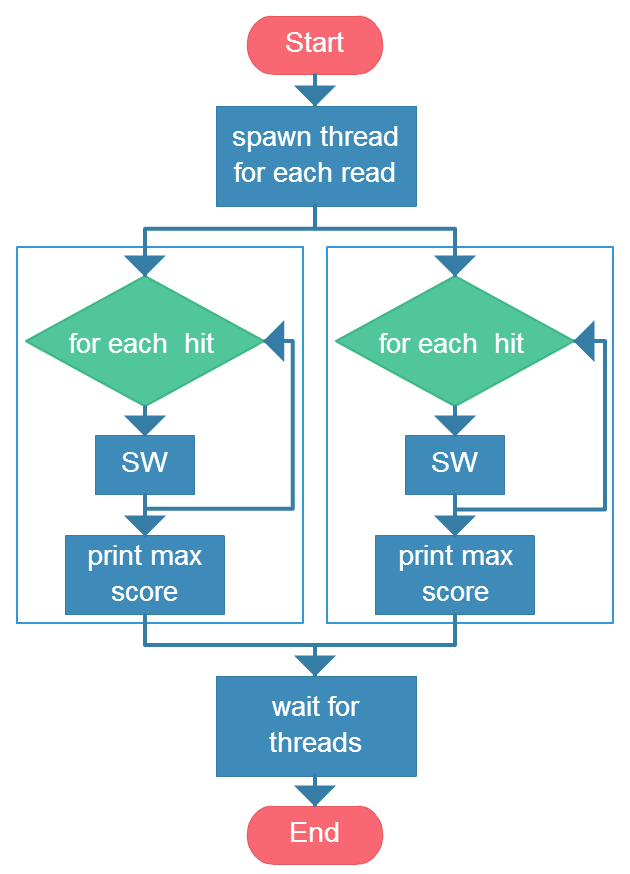 Start
spawn thread
for each read
for each hit
for each hit
SW
SW
print max
score
print max
score
wait for
threads
End